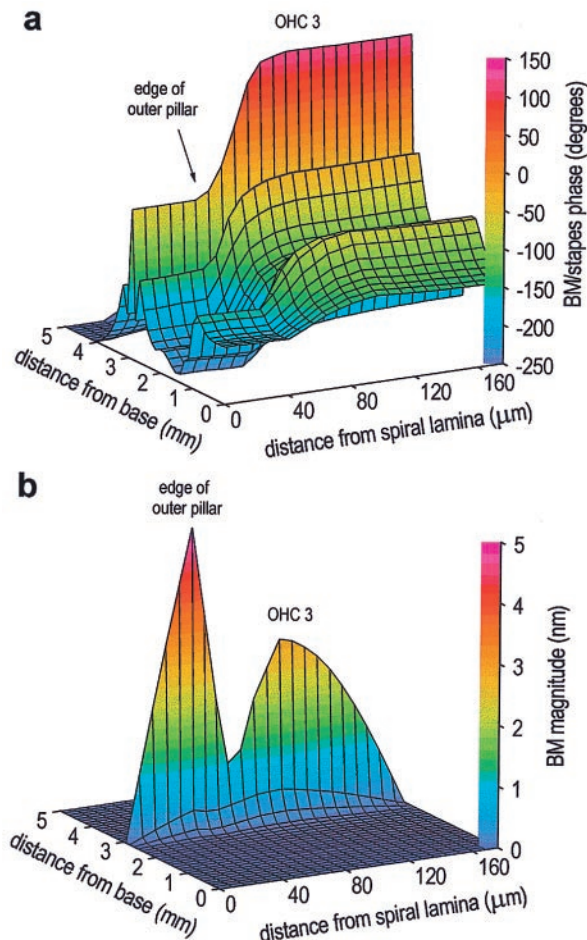 a
OHC 3
edge of
outer pillar
150
100
50
0
-50
-100
-150
-200
-250
BM/stapes phase (degrees)
5
4
3
2
1
0
distance from base (mm)
0
40
80
120
160
distance from spiral lamina (μm)
b
edge of
outer pillar
OHC 3
5
4
3
2
1
0
BM magnitude (nm)
5
4
3
2
1
0
distance from base (mm)
0
40
80
120
160
distance from spiral lamina (μm)